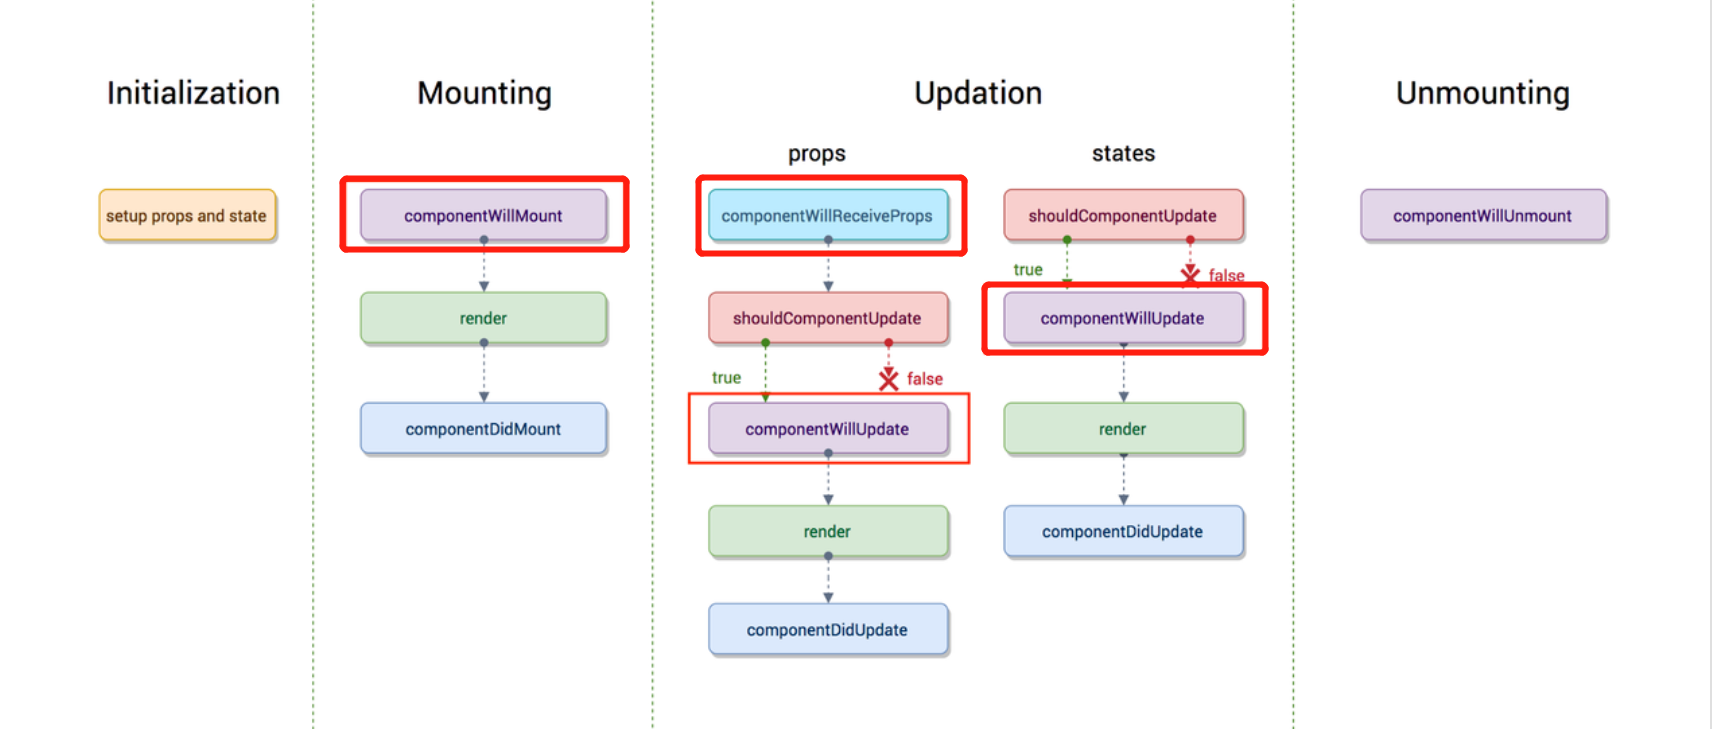 Initialization
Mounting
Updation
Unmounting
props
states
setup props and state
componentWillMount
componentWillReceiveProps
shouldComponentUpdate
componentWillUnmount
true
false
render
shouldComponentUpdate
componentWillUpdate
true
false
componentDidMount
componentWillUpdate
render
render
componentDidUpdate
componentDidUpdate